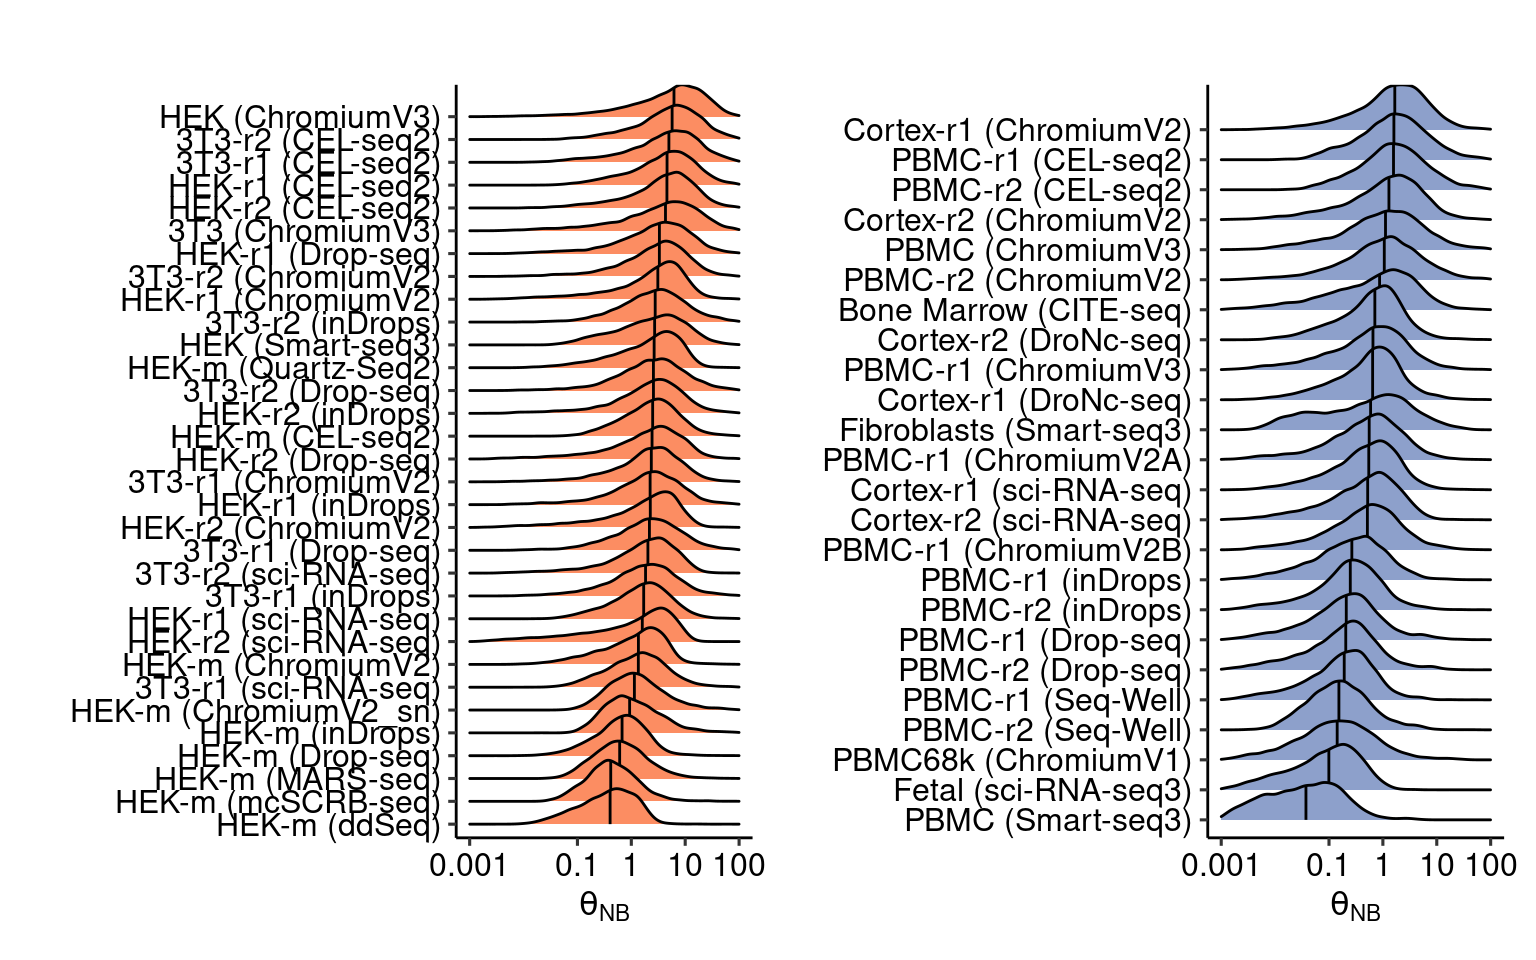 HEK (ChromiumV3)
3T3-r2 (CEL-seq2)
3T3-r1 (CEL-seq2)
HEK-r1 (CEL-seq2)
HEK-r2 (CEL-seq2)
3T3 (ChromiumV3)
HEK-r1 (Drop-seq)
3T3-r2 (ChromiumV2)
HEK-r1 (ChromiumV2)
3T3-r2 (inDrops)
HEK (Smart-seq3)
HEK-m (Quartz-Seq2)
3T3-r2 (Drop-seq)
HEK-r2 (inDrops)
HEK-m (CEL-seq2)
HEK-r2 (Drop-seq)
3T3-r1 (ChromiumV2)
HEK-r1 (inDrops)
HEK-r2 (ChromiumV2)
3T3-r1 (Drop-seq)
3T3-r2 (sci-RNA-seq)
3T3-r1 (inDrops)
HEK-r1 (sci-RNA-seq)
HEK-r2 (sci-RNA-seq)
HEK-m (ChromiumV2)
3T3-r1 (sci-RNA-seq)
HEK-m (ChromiumV2_sn)
HEK-m (inDrops)
HEK-m (Drop-seq)
HEK-m (MARS-seq)
HEK-m (mcSCRB-seq)
HEK-m (ddSeq)
0.001 0.1 1 10 100
θNB
Cortex-r1 (ChromiumV2)
PBMC-r1 (CEL-seq2)
PBMC-r2 (CEL-seq2)
Cortex-r2 (ChromiumV2)
PBMC (ChromiumV3)
PBMC-r2 (ChromiumV2)
Bone Marrow (CITE-seq)
Cortex-r2 (DroNc-seq)
PBMC-r1 (ChromiumV3)
Cortex-r1 (DroNc-seq)
Fibroblasts (Smart-seq3)
PBMC-r1 (ChromiumV2A)
Cortex-r1 (sci-RNA-seq)
Cortex-r2 (sci-RNA-seq)
PBMC-r1 (ChromiumV2B)
PBMC-r1 (inDrops)
PBMC-r2 (inDrops)
PBMC-r1 (Drop-seq)
PBMC-r2 (Drop-seq)
PBMC-r1 (Seq-Well)
PBMC-r2 (Seq-Well)
PBMC68k (ChromiumV1)
Fetal (sci-RNA-seq3)
PBMC (Smart-seq3)
0.001 0.1 1 10 100
θNB